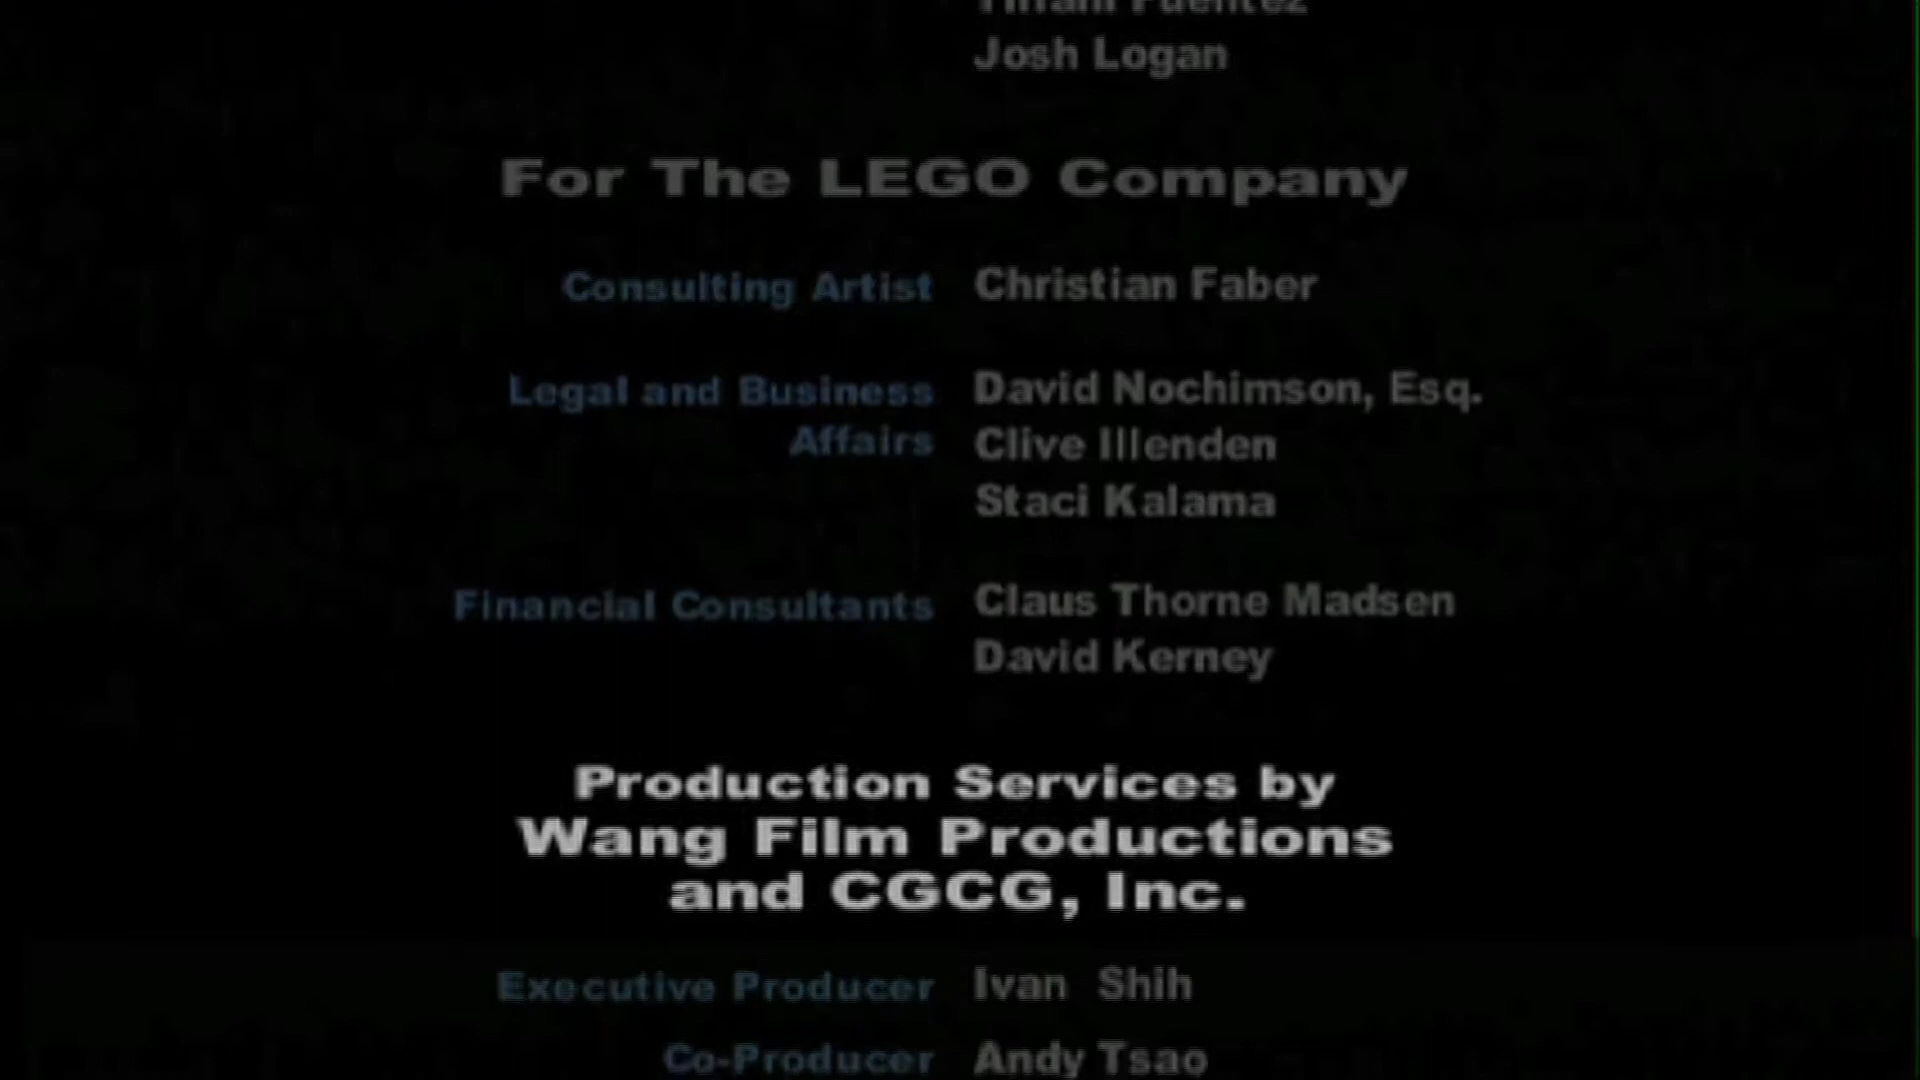 Tiffani Fuentez
Josh Logan
For The LEGO Company
Consulting Artist Christian Faber
Legal and Business David Nochimson, Esq.
Affairs Clive Illenden
Staci Kalama
Financial Consultants Claus Thorne Madsen
David Kerney
Production Services by
Wang Film Productions
and CGCG, Inc.
Executive Producer Ivan Shih
Co-Producer Andy Tsao